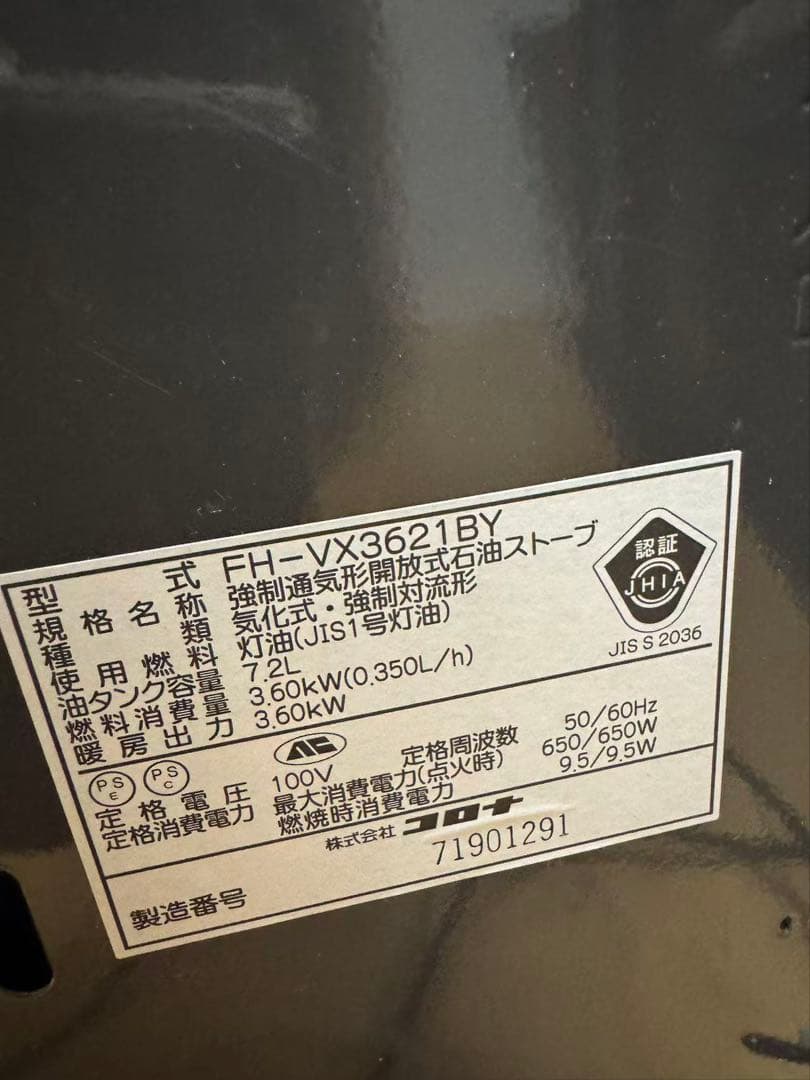 型式 FH-VX3621BY
規格名称 強制通気形開放式石油ストーブ
種類 気化式・強制対流形
使用燃料 灯油(JIS1号灯油)
油タンク容量 7.2L
燃料消費量 3.60kW(0.350L/h)
暖房出力 3.60kW
認証
JHIA
JIS S 2036
PS E PS C
定格電圧 100V 定格周波数 50/60Hz
定格消費電力 最大消費電力(点火時) 650/650W
燃焼時消費電力 9.5/9.5W
株式会社 コロナ
製造番号 71901291